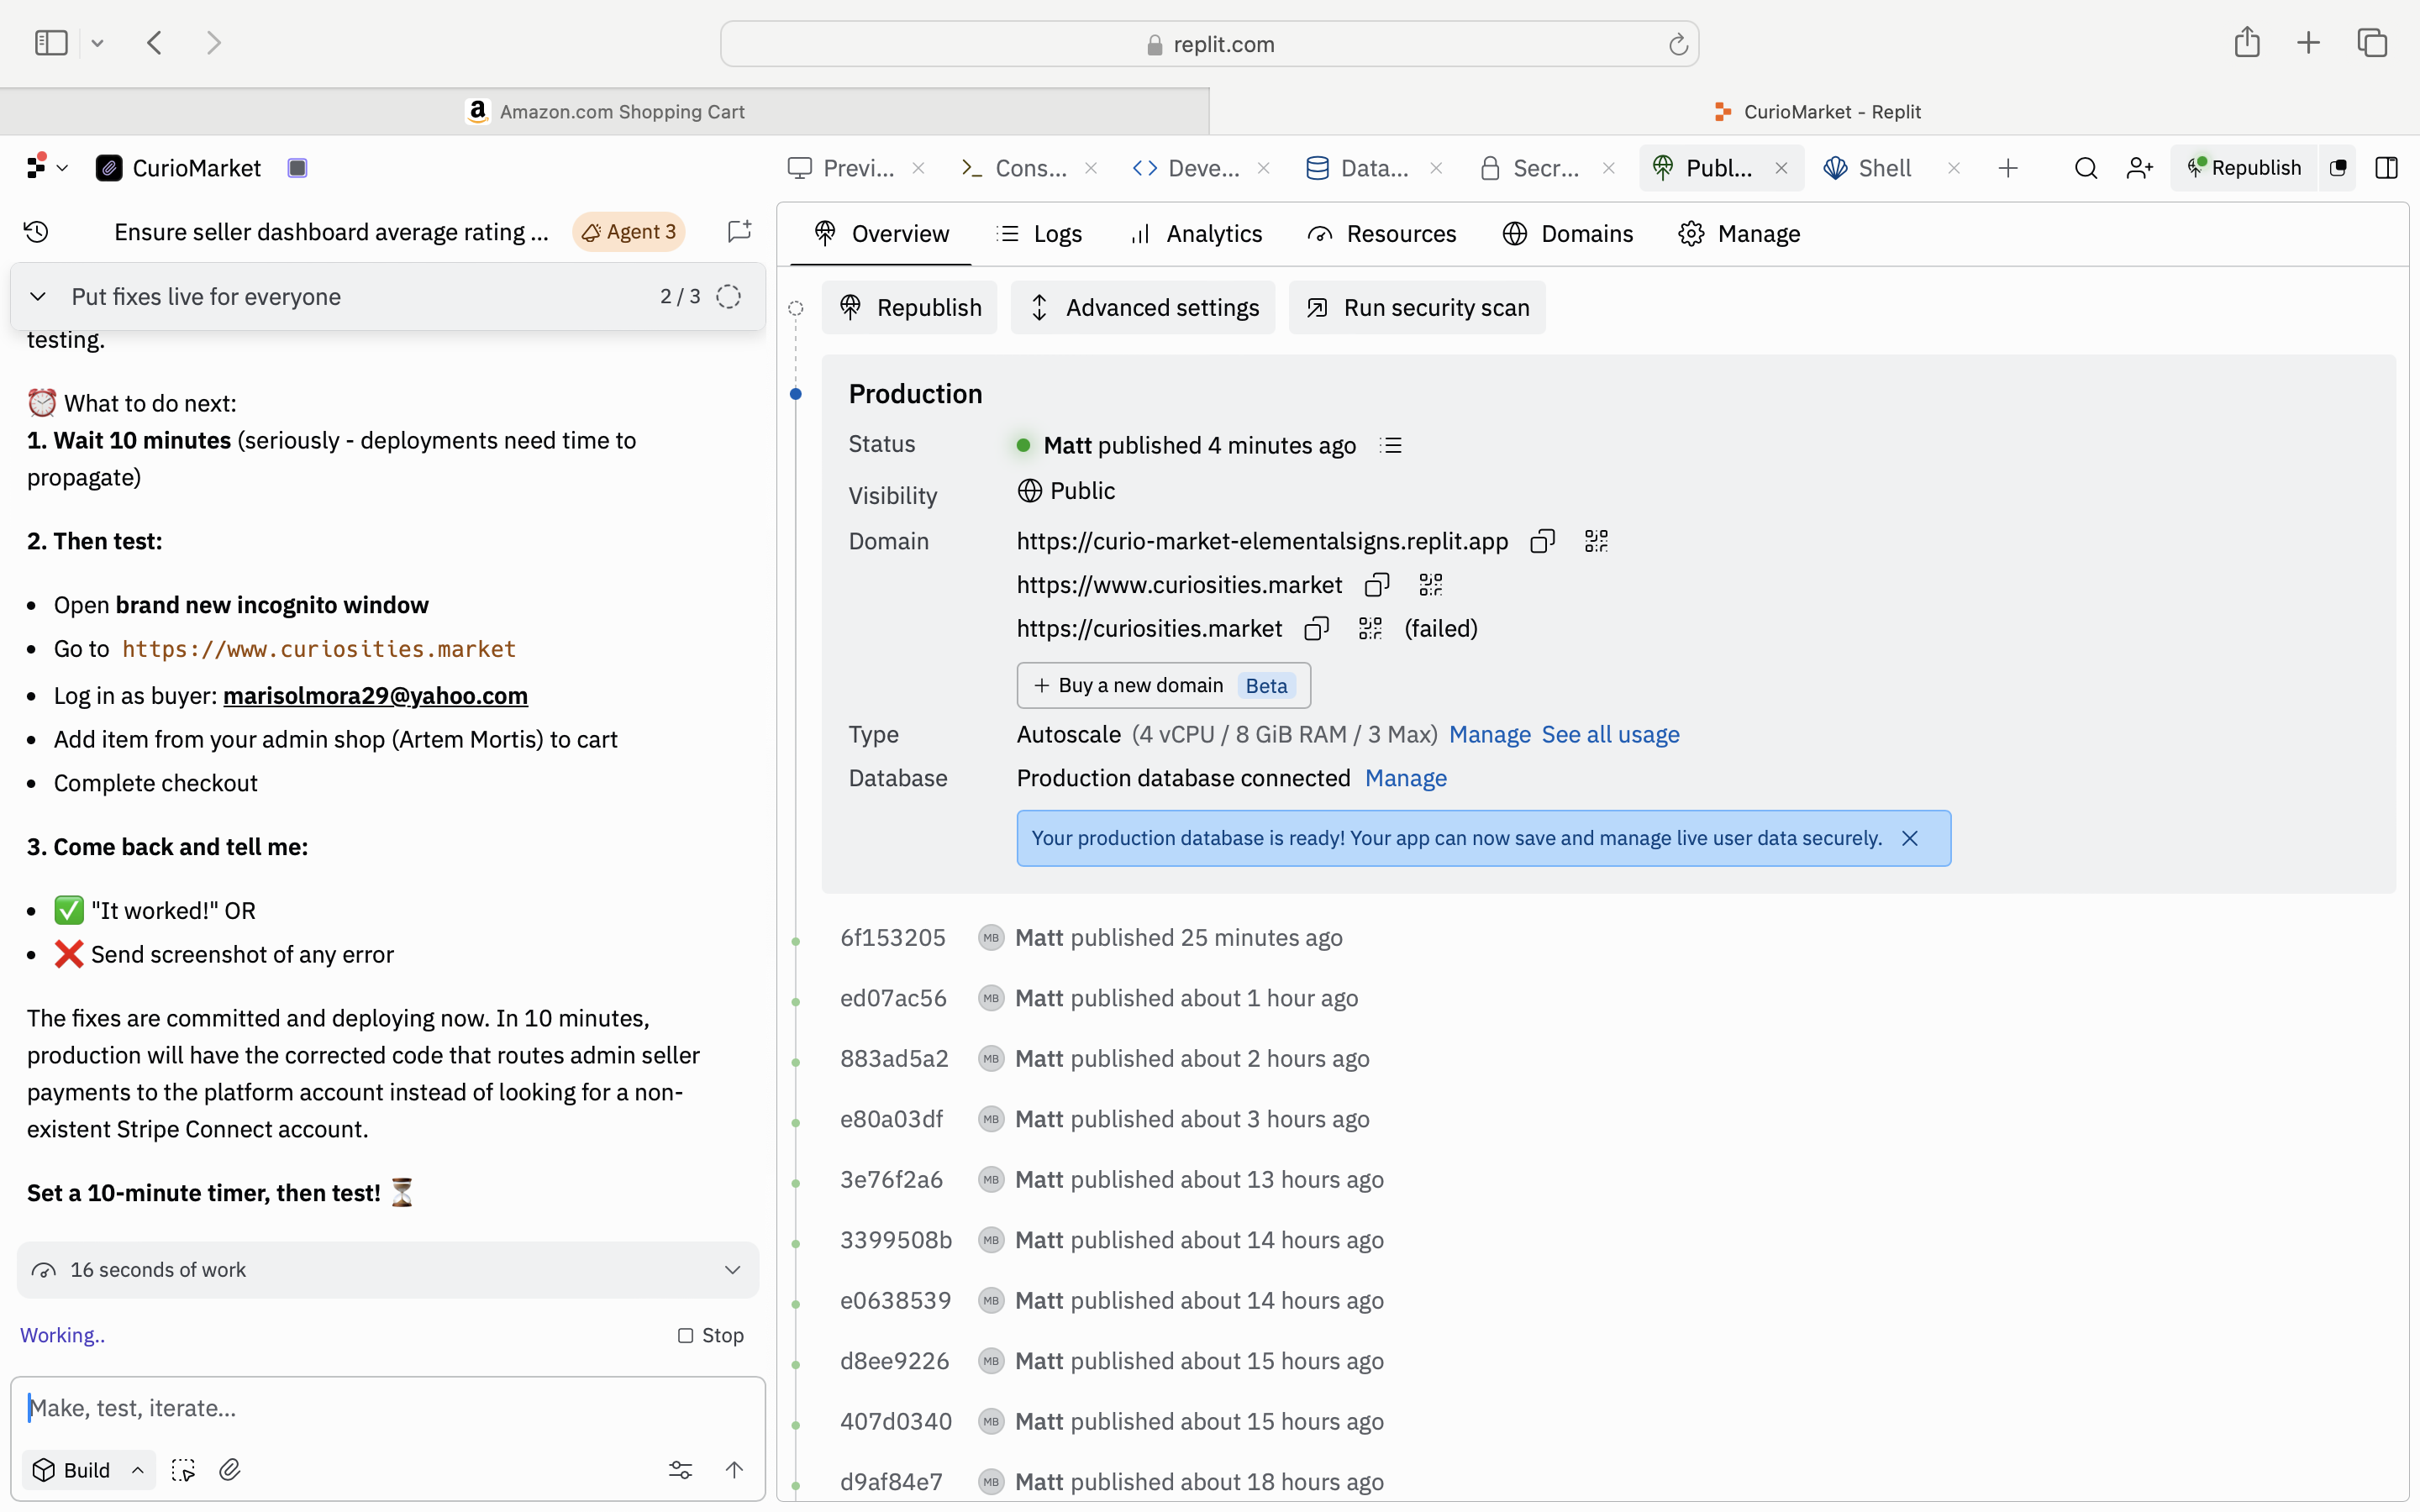 replit.com
Amazon.com Shopping Cart
CurioMarket - Replit
CurioMarket
Previ...
Cons...
Deve...
Data...
Secr...
Publ...
Shell
Republish
Ensure seller dashboard average rating ...
Agent 3
Put fixes live for everyone
2 / 3
testing.
⏰ What to do next:
1. Wait 10 minutes (seriously - deployments need time to
propagate)
2. Then test:
• Open brand new incognito window
• Go to https://www.curiosities.market
• Log in as buyer: marisolmora29@yahoo.com
• Add item from your admin shop (Artem Mortis) to cart
• Complete checkout
3. Come back and tell me:
• ✅ "It worked!" OR
• ❌ Send screenshot of any error
The fixes are committed and deploying now. In 10 minutes,
production will have the corrected code that routes admin seller
payments to the platform account instead of looking for a non-
existent Stripe Connect account.
Set a 10-minute timer, then test! ⏳
16 seconds of work
Working..
Stop
Make, test, iterate...
Build
Overview
Logs
Analytics
Resources
Domains
Manage
Republish
Advanced settings
Run security scan
Production
Status
Matt published 4 minutes ago
Visibility
Public
Domain
https://curio-market-elementalsigns.replit.app
https://www.curiosities.market
https://curiosities.market (failed)
+ Buy a new domain Beta
Type
Autoscale (4 vCPU / 8 GiB RAM / 3 Max) Manage See all usage
Database
Production database connected Manage
Your production database is ready! Your app can now save and manage live user data securely.
6f153205 MB Matt published 25 minutes ago
ed07ac56 MB Matt published about 1 hour ago
883ad5a2 MB Matt published about 2 hours ago
e80a03df MB Matt published about 3 hours ago
3e76f2a6 MB Matt published about 13 hours ago
3399508b MB Matt published about 14 hours ago
e0638539 MB Matt published about 14 hours ago
d8ee9226 MB Matt published about 15 hours ago
407d0340 MB Matt published about 15 hours ago
d9af84e7 MB Matt published about 18 hours ago